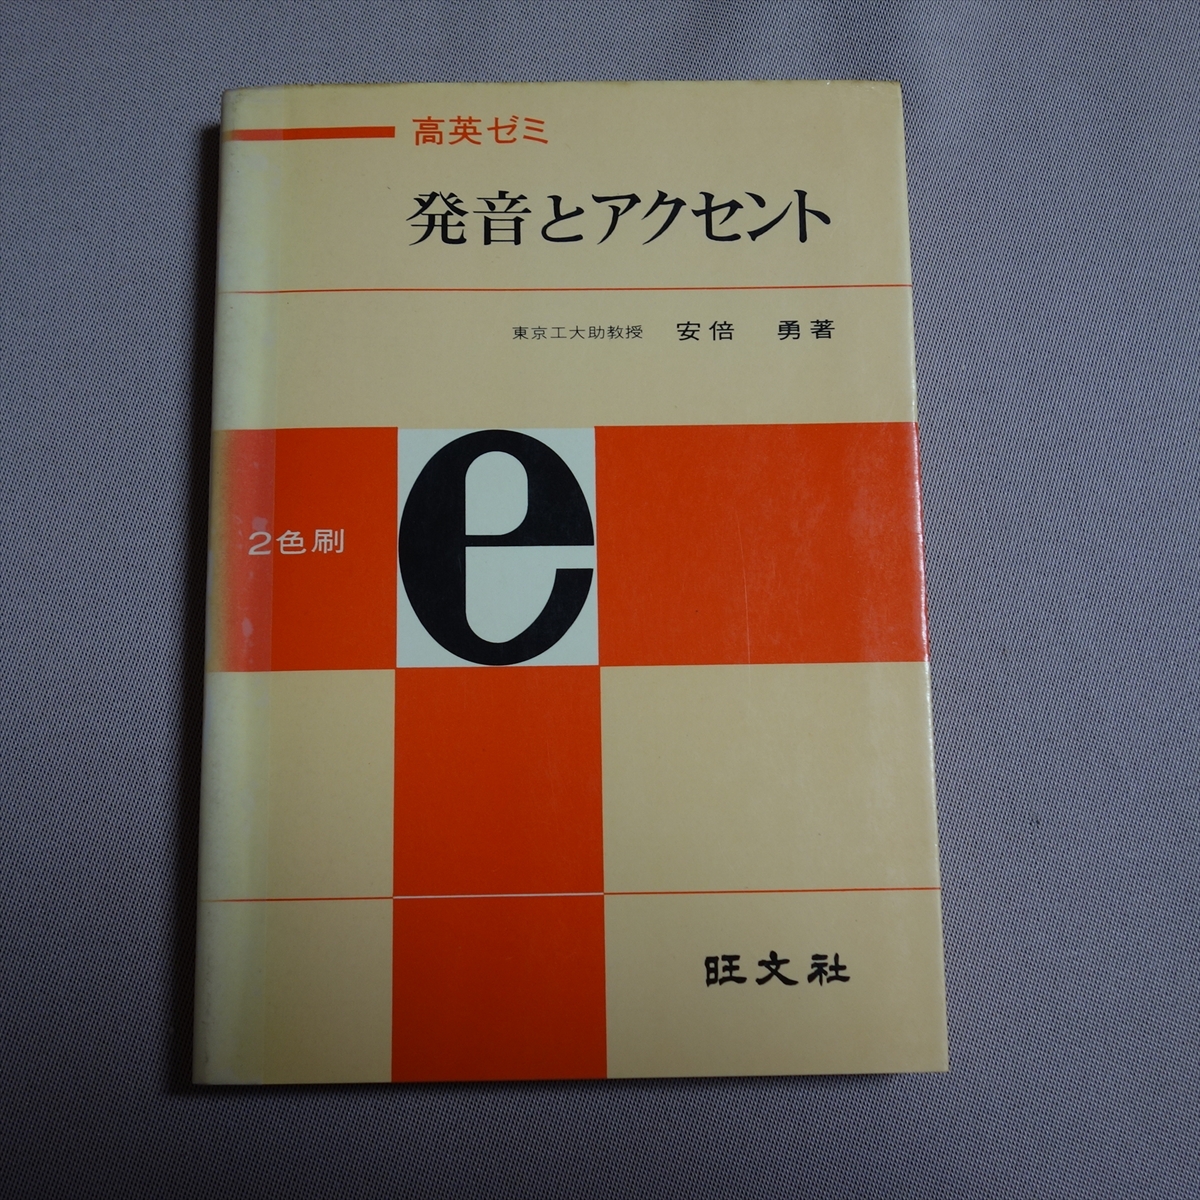 高英ゼミ
発音とアクセント
東京工大助教授 安倍 勇著
2色刷
e
旺文社